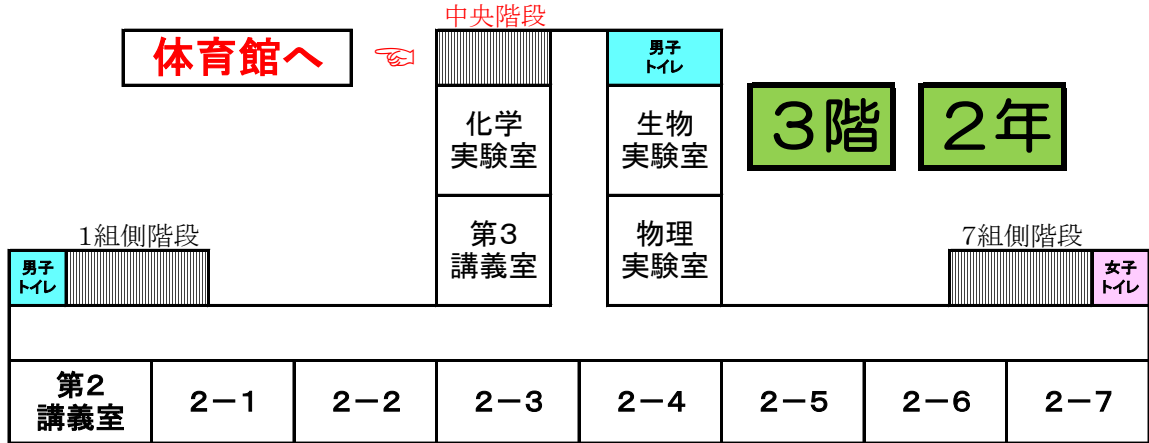 中央階段
体育館へ
☜
男子
トイレ
化学
実験室
生物
実験室
3階
2年
第3
講義室
物理
実験室
1組側階段
7組側階段
男子
トイレ
女子
トイレ
第2
講義室
2-1
2-2
2-3
2-4
2-5
2-6
2-7